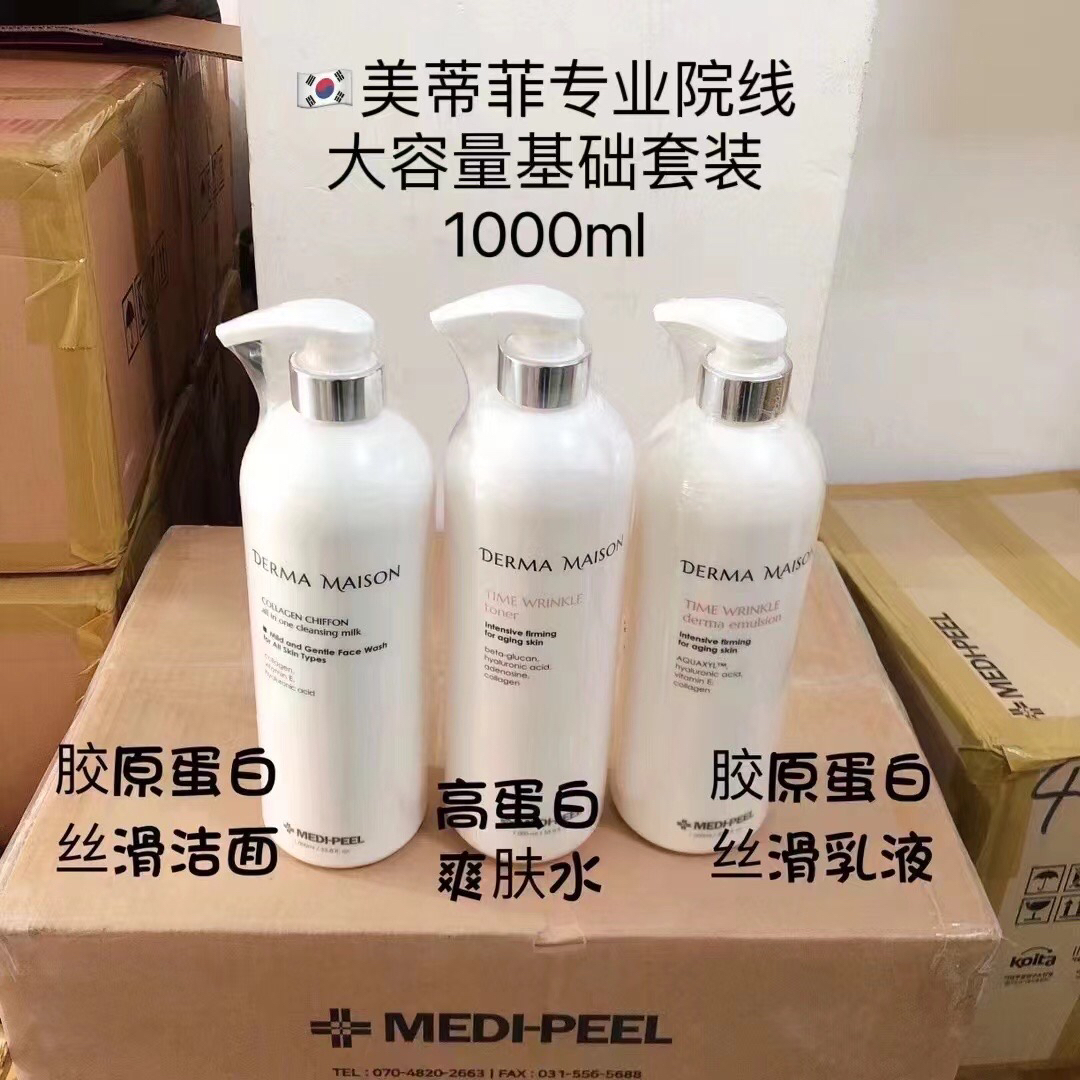 🇰🇷美蒂菲专业院线
大容量基础套装
1000ml
DERMA MAISON
COLLAGEN CHIFFON
all in one cleansing milk
Mild and Gentle Face Wash
for All Skin Types
collagen,
vitamin E,
hyaluronic acid
MEDI-PEEL
DERMA MAISON
TIME WRINKLE
toner
intensive firming
for aging skin
beta-glucan,
hyaluronic acid,
adenosine,
collagen
DERMA MAISON
TIME WRINKLE
derma emulsion
intensive firming
for aging skin
AQUAXYL™,
hyaluronic acid,
vitamin E,
collagen
MEDI-PEEL
胶原蛋白
丝滑洁面
高蛋白
爽肤水
胶原蛋白
丝滑乳液
MEDI-PEEL
TEL : 070-4820-2663 | FAX : 031-556-5688
MEDI-PEEL
koita